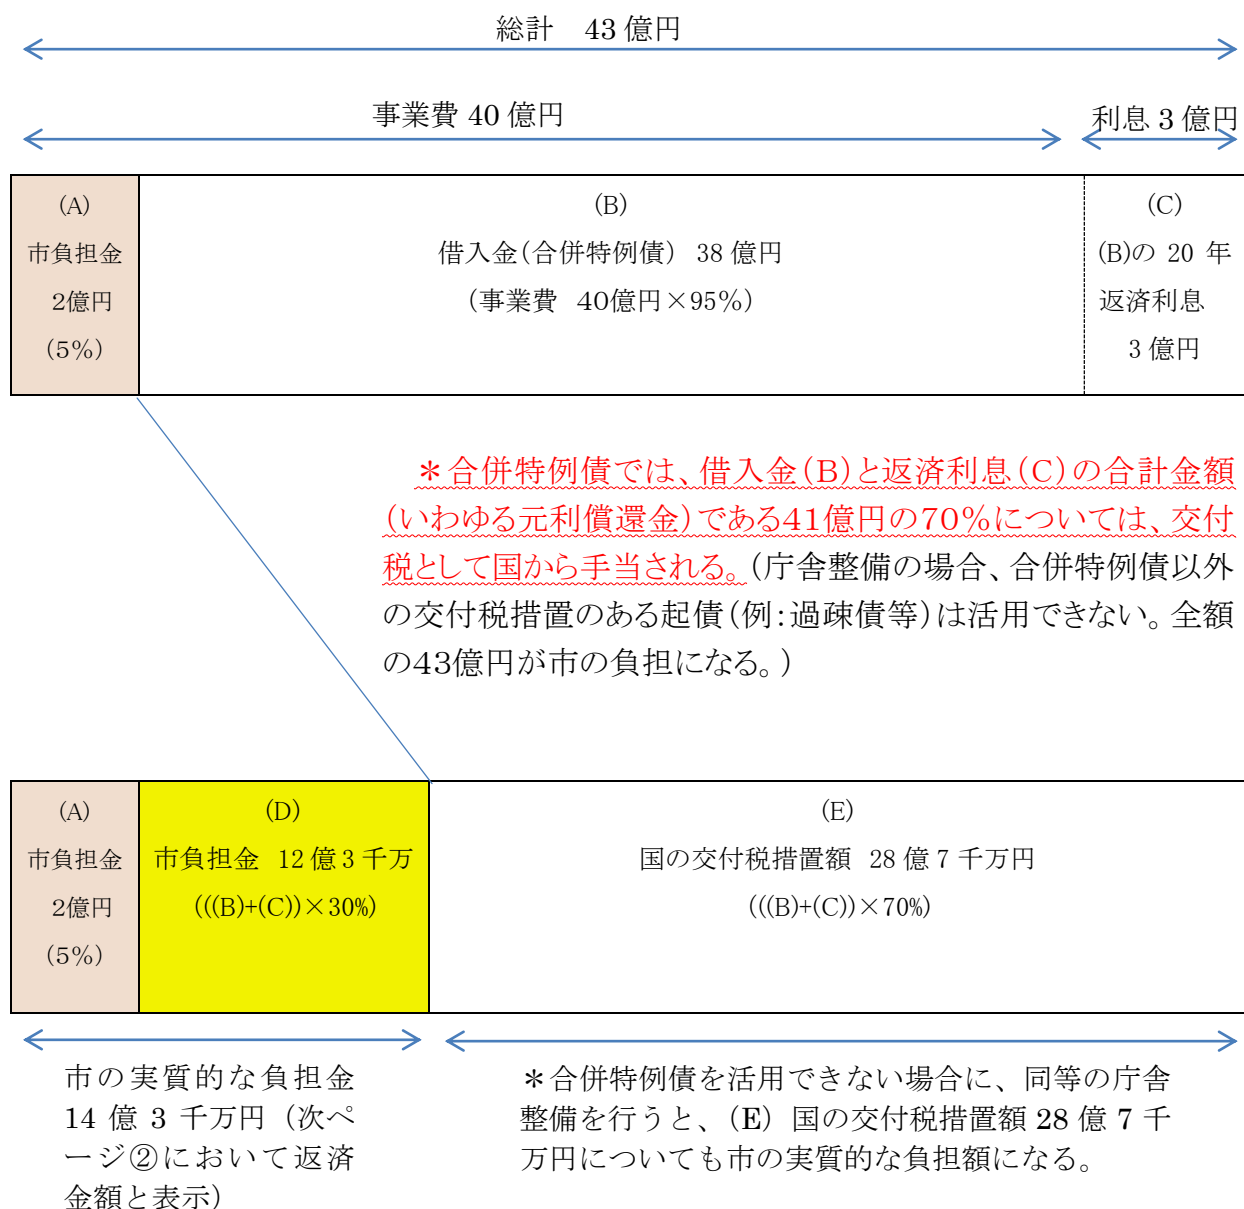 総計 43億円
事業費 40 億円
利息 3 億円
(A)
市負担金
2億円
(5%)
(B)
借入金(合併特例債) 38 億円
(事業費 40億円×95%)
(C)
(B)の 20 年
返済利息
3 億円
＊合併特例債では、借入金(B)と返済利息(C)の合計金額
(いわゆる元利償還金)である41億円の70%については、交付
税として国から手当される。(庁舎整備の場合、合併特例債以外
の交付税措置のある起債(例:過疎債等)は活用できない。全額
の43億円が市の負担になる。)
(A)
市負担金
2億円
(5%)
(D)
市負担金 12 億 3 千万
(((B)+(C))×30%)
(E)
国の交付税措置額 28 億 7 千万円
(((B)+(C))×70%)
市の実質的な負担金
14 億 3 千万円(次ペ
ージ②において返済
金額と表示)
＊合併特例債を活用できない場合に、同等の庁舎
整備を行うと、(E)国の交付税措置額 28 億 7 千
万円についても市の実質的な負担額になる。